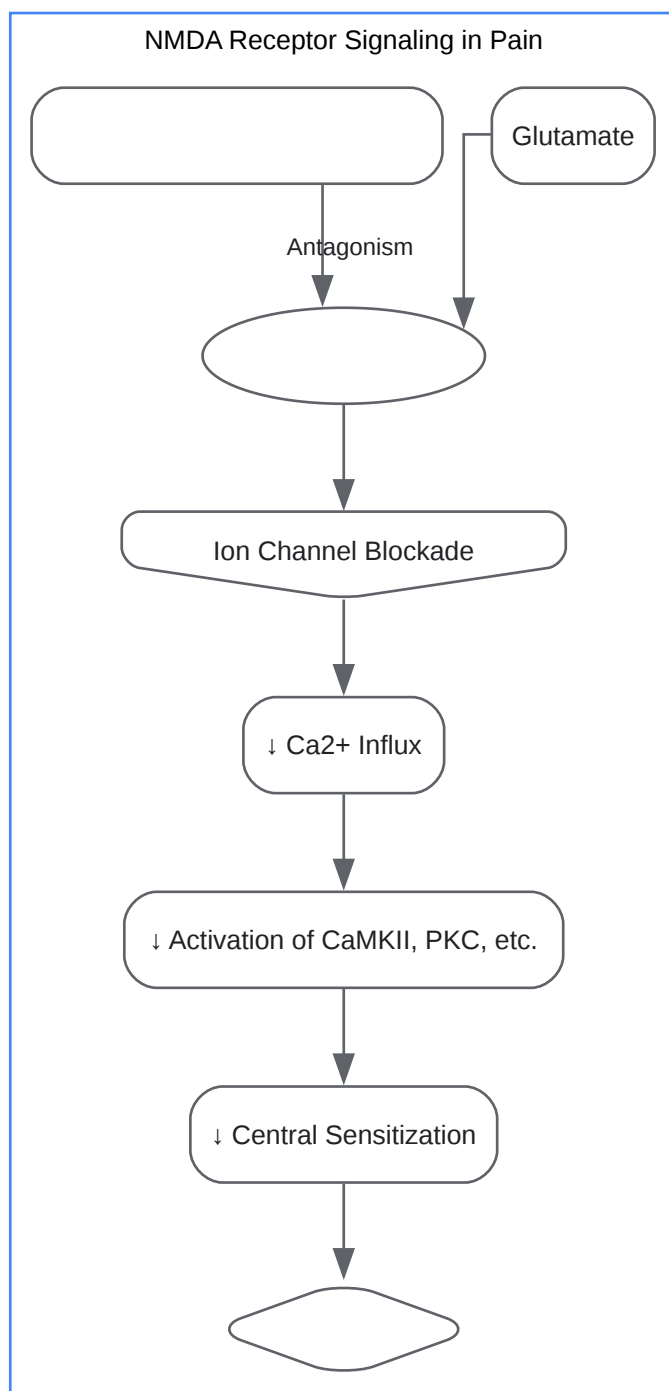 NMDA Receptor Signaling in Pain
Glutamate
Antagonism
Ion Channel Blockade
↓ Ca2+ Influx
↓ Activation of CaMKII, PKC, etc.
↓ Central Sensitization